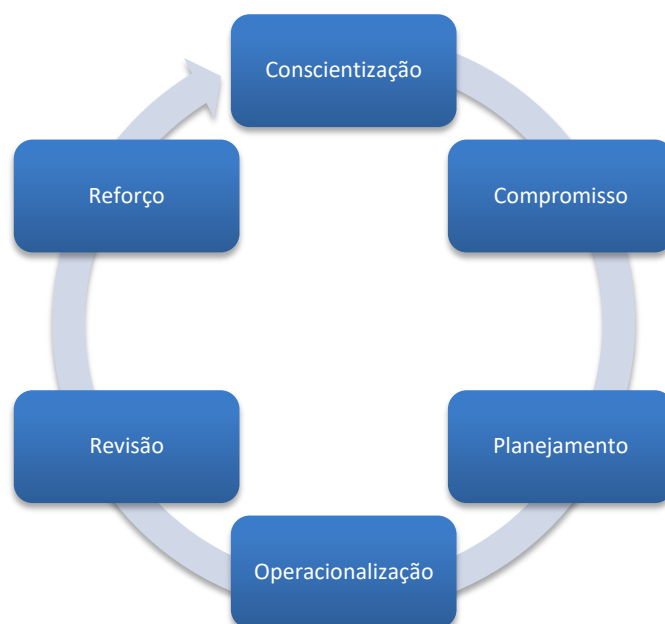 Conscientização
Compromisso
Planejamento
Operacionalização
Revisão
Reforço